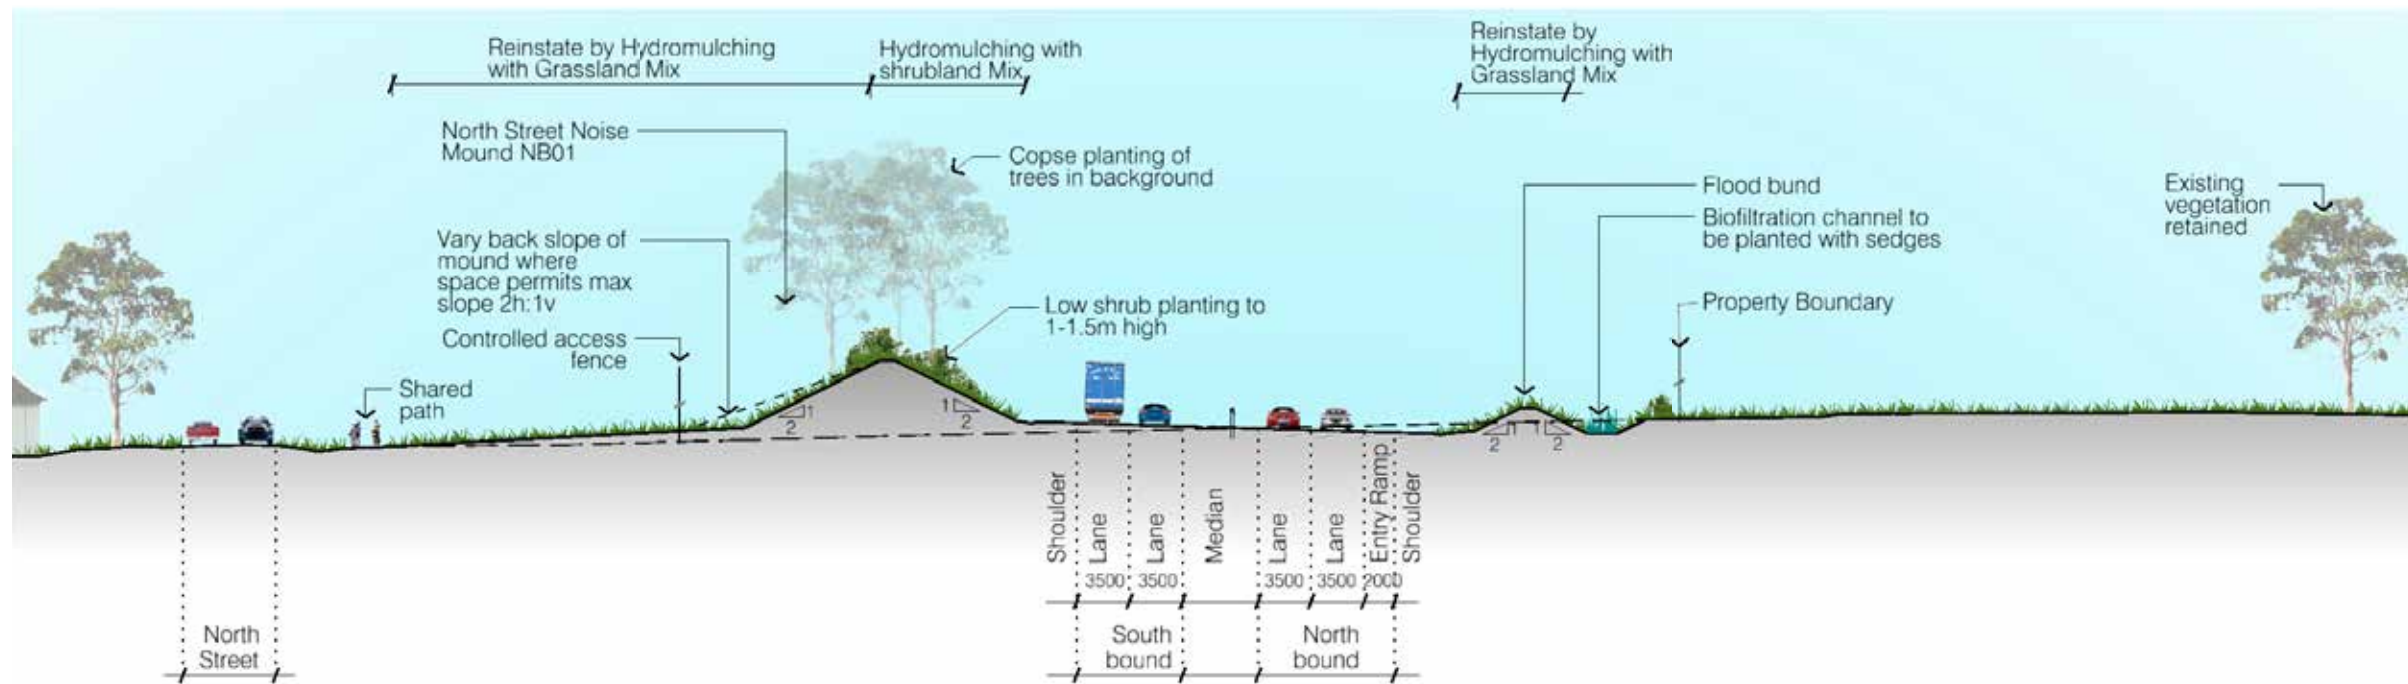 Reinstate by Hydromulching
with Grassland Mix
Hydromulching with
shrubland Mix
Reinstate by
Hydromulching with
Grassland Mix
North Street Noise
Mound NB01
Copse planting of
trees in background
Vary back slope of
mound where
space permits max
slope 2h:1v
Controlled access
fence
Shared
path
Low shrub planting to
1-1.5m high
Flood bund
Biofiltration channel to
be planted with sedges
Property Boundary
Existing
vegetation
retained
1
2
1
2
1
2
1
2
Shoulder
Lane
Lane
Median
Lane
Lane
Entry Ramp
Shoulder
3500
3500
3500
3500
2000
North
Street
South
bound
North
bound